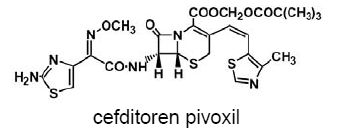 OCH₃
N
O
COOCH₂OCOC(CH₃)₃
N
N
H₂N
S
CO-NH
H
H
S
S
N
CH₃
cefditoren pivoxil